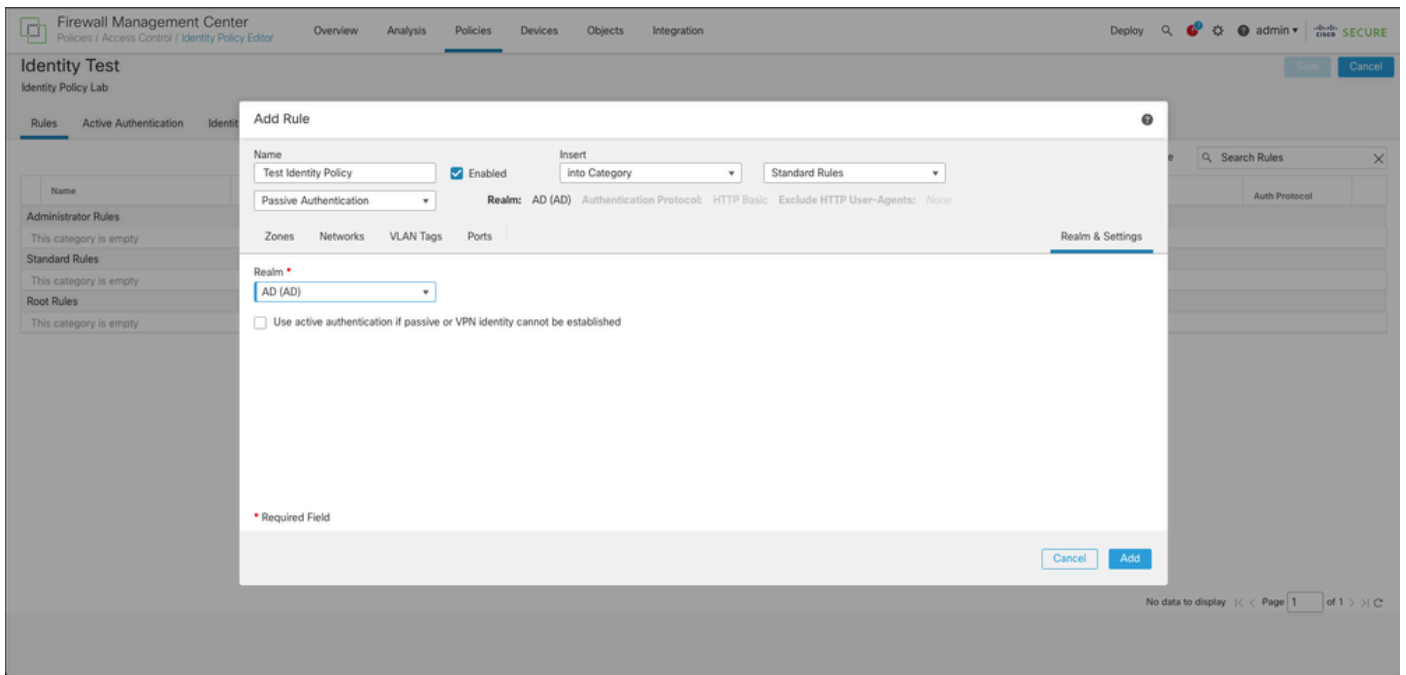 Firewall Management Center
Policies / Access Control / Identity Policy Editor
Overview Analysis Policies Devices Objects Integration
Deploy admin cisco SECURE
Identity Test
Save Cancel
Identity Policy Lab
Rules Active Authentication Identit
Add Rule
Name Insert
Test Identity Policy Enabled into Category Standard Rules
Passive Authentication Realm: AD (AD) Authentication Protocol: HTTP Basic Exclude HTTP User-Agents: None
Zones Networks VLAN Tags Ports Realm & Settings
Realm *
AD (AD)
Use active authentication if passive or VPN identity cannot be established
* Required Field
Cancel Add
e Search Rules
Name Auth Protocol
Administrator Rules
This category is empty
Standard Rules
This category is empty
Root Rules
This category is empty
No data to display |< < Page 1 of 1 > >|